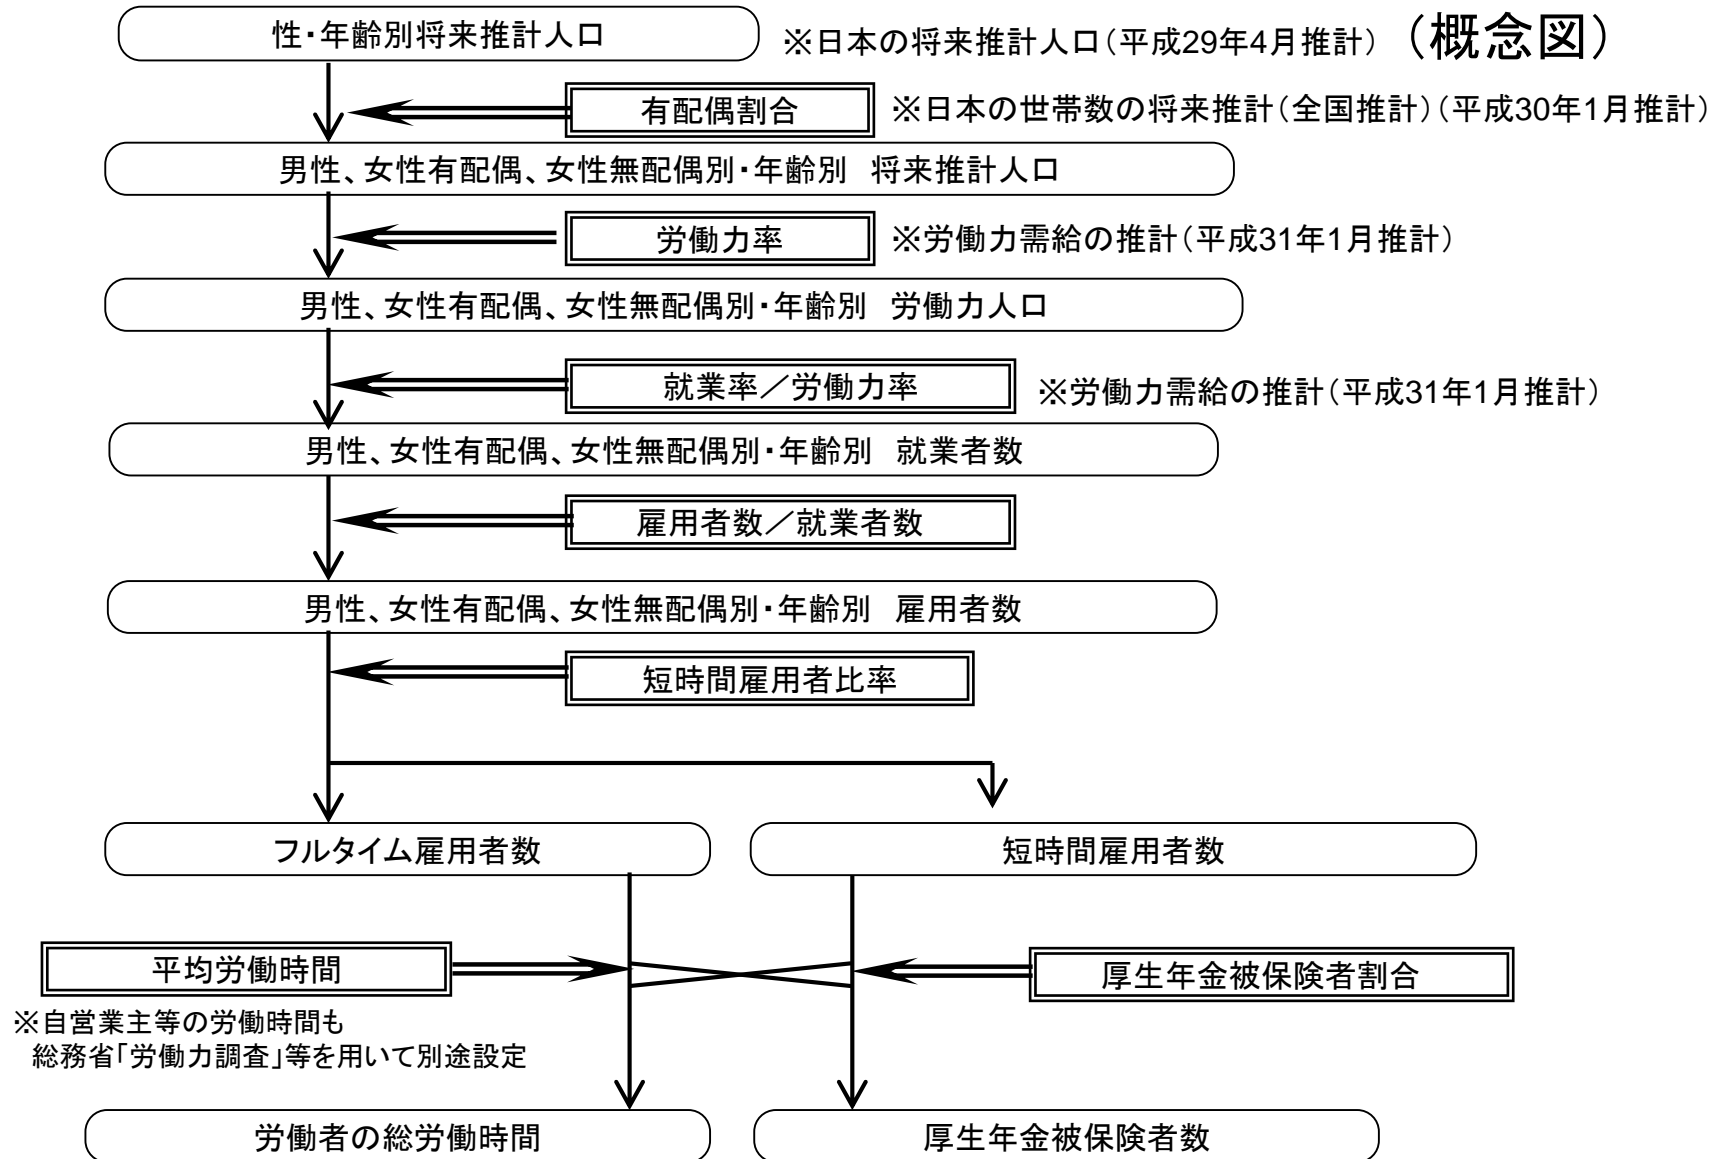 性・年齢別将来推計人口
※日本の将来推計人口(平成29年4月推計)
(概念図)
有配偶割合
※日本の世帯数の将来推計(全国推計)(平成30年1月推計)
男性、女性有配偶、女性無配偶別・年齢別 将来推計人口
労働力率
※労働力需給の推計(平成31年1月推計)
男性、女性有配偶、女性無配偶別・年齢別 労働力人口
就業率/労働力率
※労働力需給の推計(平成31年1月推計)
男性、女性有配偶、女性無配偶別・年齢別 就業者数
雇用者数/就業者数
男性、女性有配偶、女性無配偶別・年齢別 雇用者数
短時間雇用者比率
フルタイム雇用者数
短時間雇用者数
平均労働時間
厚生年金被保険者割合
※自営業主等の労働時間も
総務省「労働力調査」等を用いて別途設定
労働者の総労働時間
厚生年金被保険者数